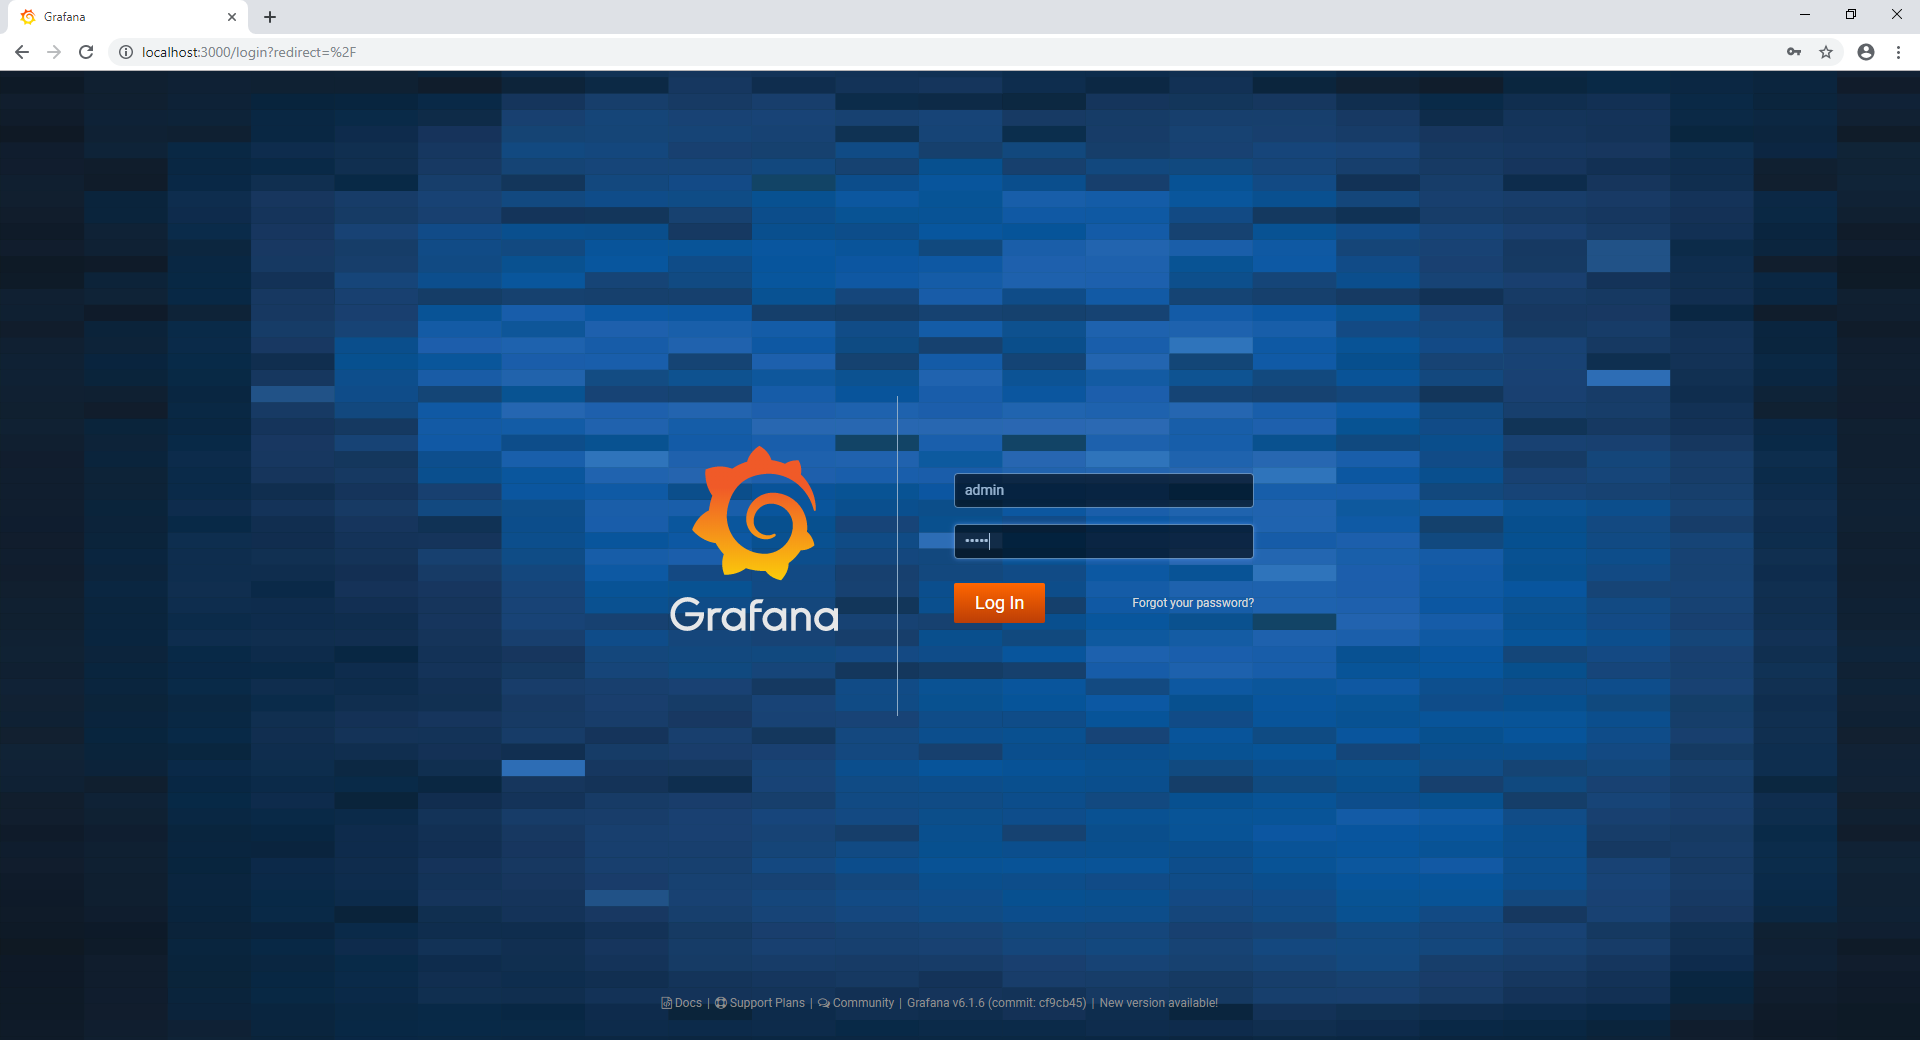 Grafana
localhost:3000/login?redirect=%2F
Grafana
admin
•••••
Log In
Forgot your password?
Docs | Support Plans | Community | Grafana v6.1.6 (commit: cf9cb45) | New version available!